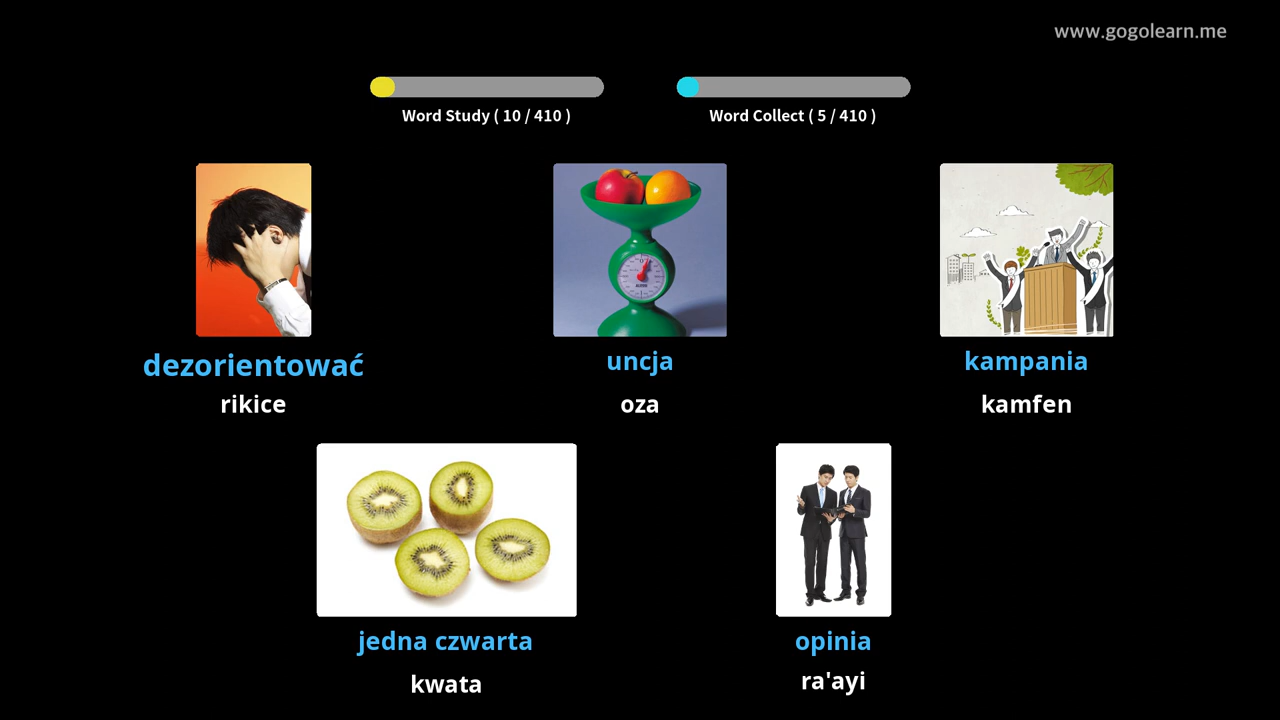 www.gogolearn.me
Word Study ( 10 / 410 )
Word Collect ( 5 / 410 )
dezorientować
rikice
uncja
oza
kampania
kamfen
jedna czwarta
kwata
opinia
ra'ayi